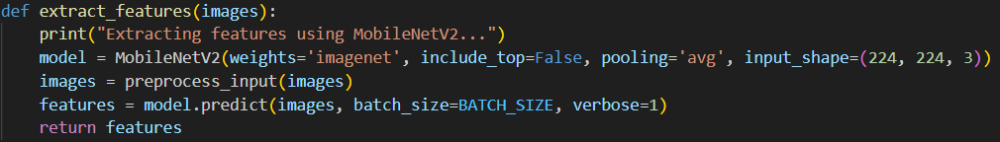 def extract_features(images):
    print("Extracting features using MobileNetV2...")
    model = MobileNetV2(weights='imagenet', include_top=False, pooling='avg', input_shape=(224, 224, 3))
    images = preprocess_input(images)
    features = model.predict(images, batch_size=BATCH_SIZE, verbose=1)
    return features